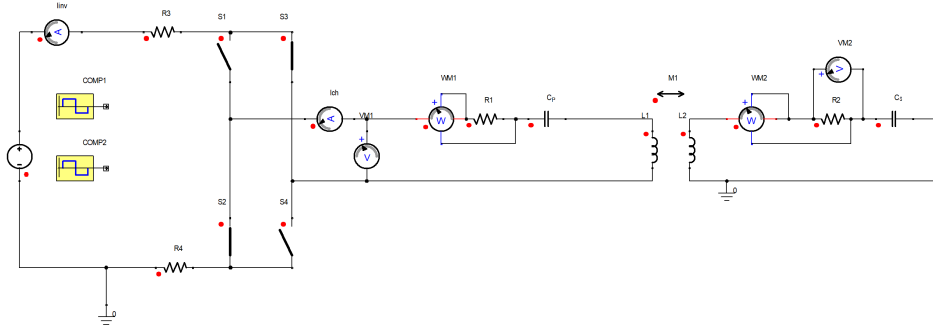 Iinv
R3
S1
S3
A
COMP1
COMP2
Ich
A
VM1
V
WM1
W
R1
CP
M1
L1
L2
WM2
W
VM2
V
R2
CS
S2
S4
R4
0
0